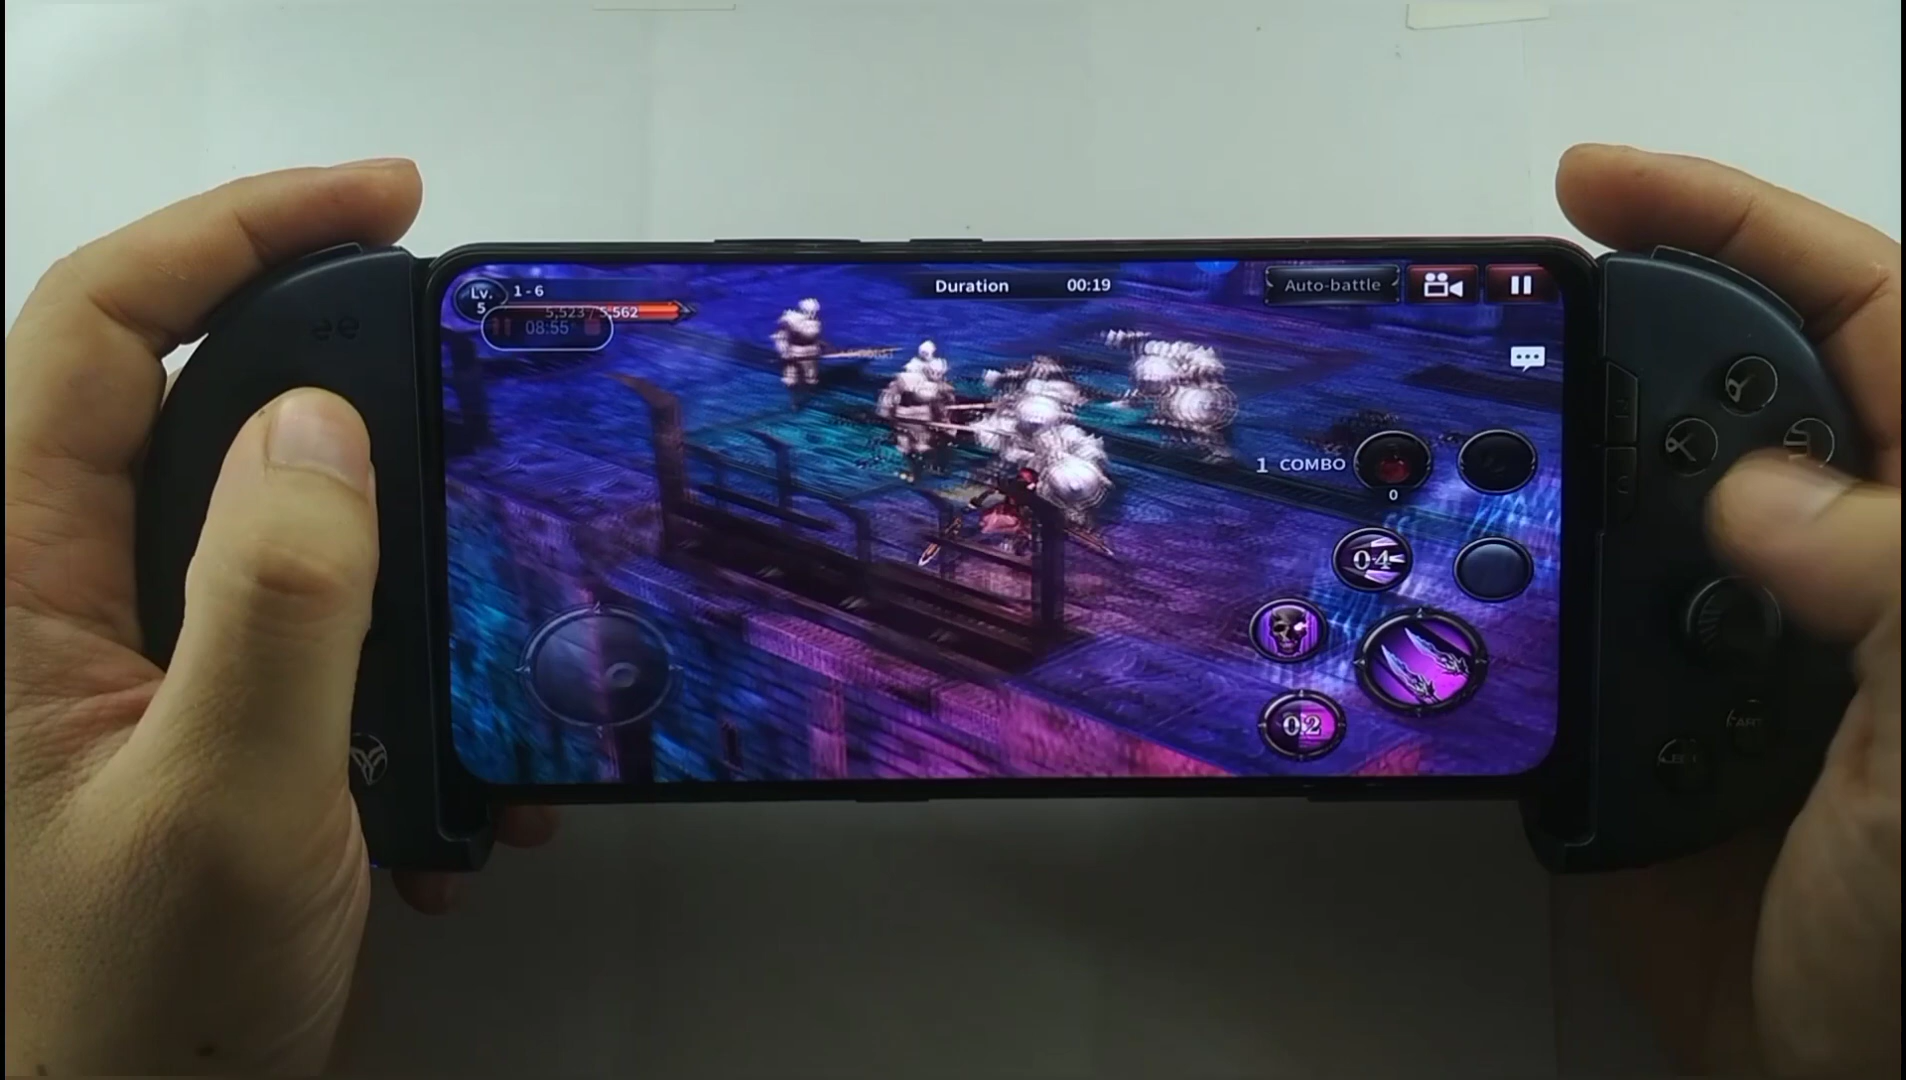 Lv.
5
1 - 6
5,523 / 5,562
08:55
Duration 00:19
Auto-battle
1 COMBO
0
0.4
0.2